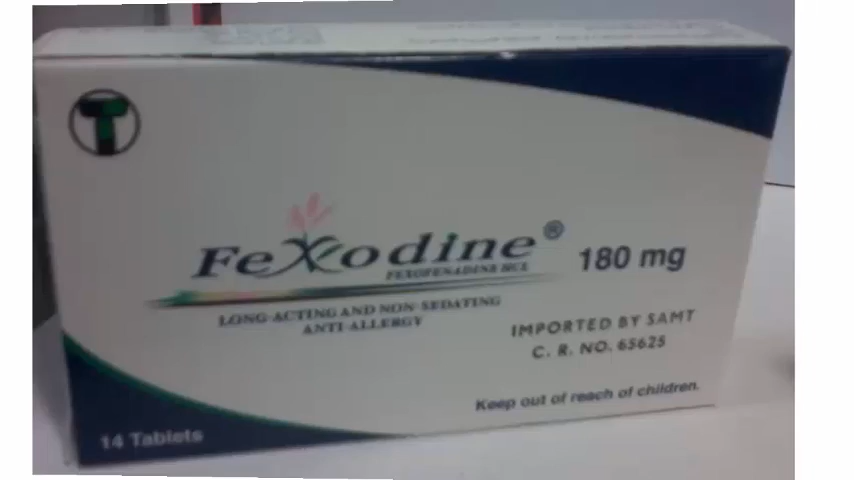 T
Fexodine® 180 mg
FEXOFENADINE HCL
LONG-ACTING AND NON-SEDATING
ANTI-ALLERGY
IMPORTED BY SAMT
C. R. NO. 65625
Keep out of reach of children.
14 Tablets